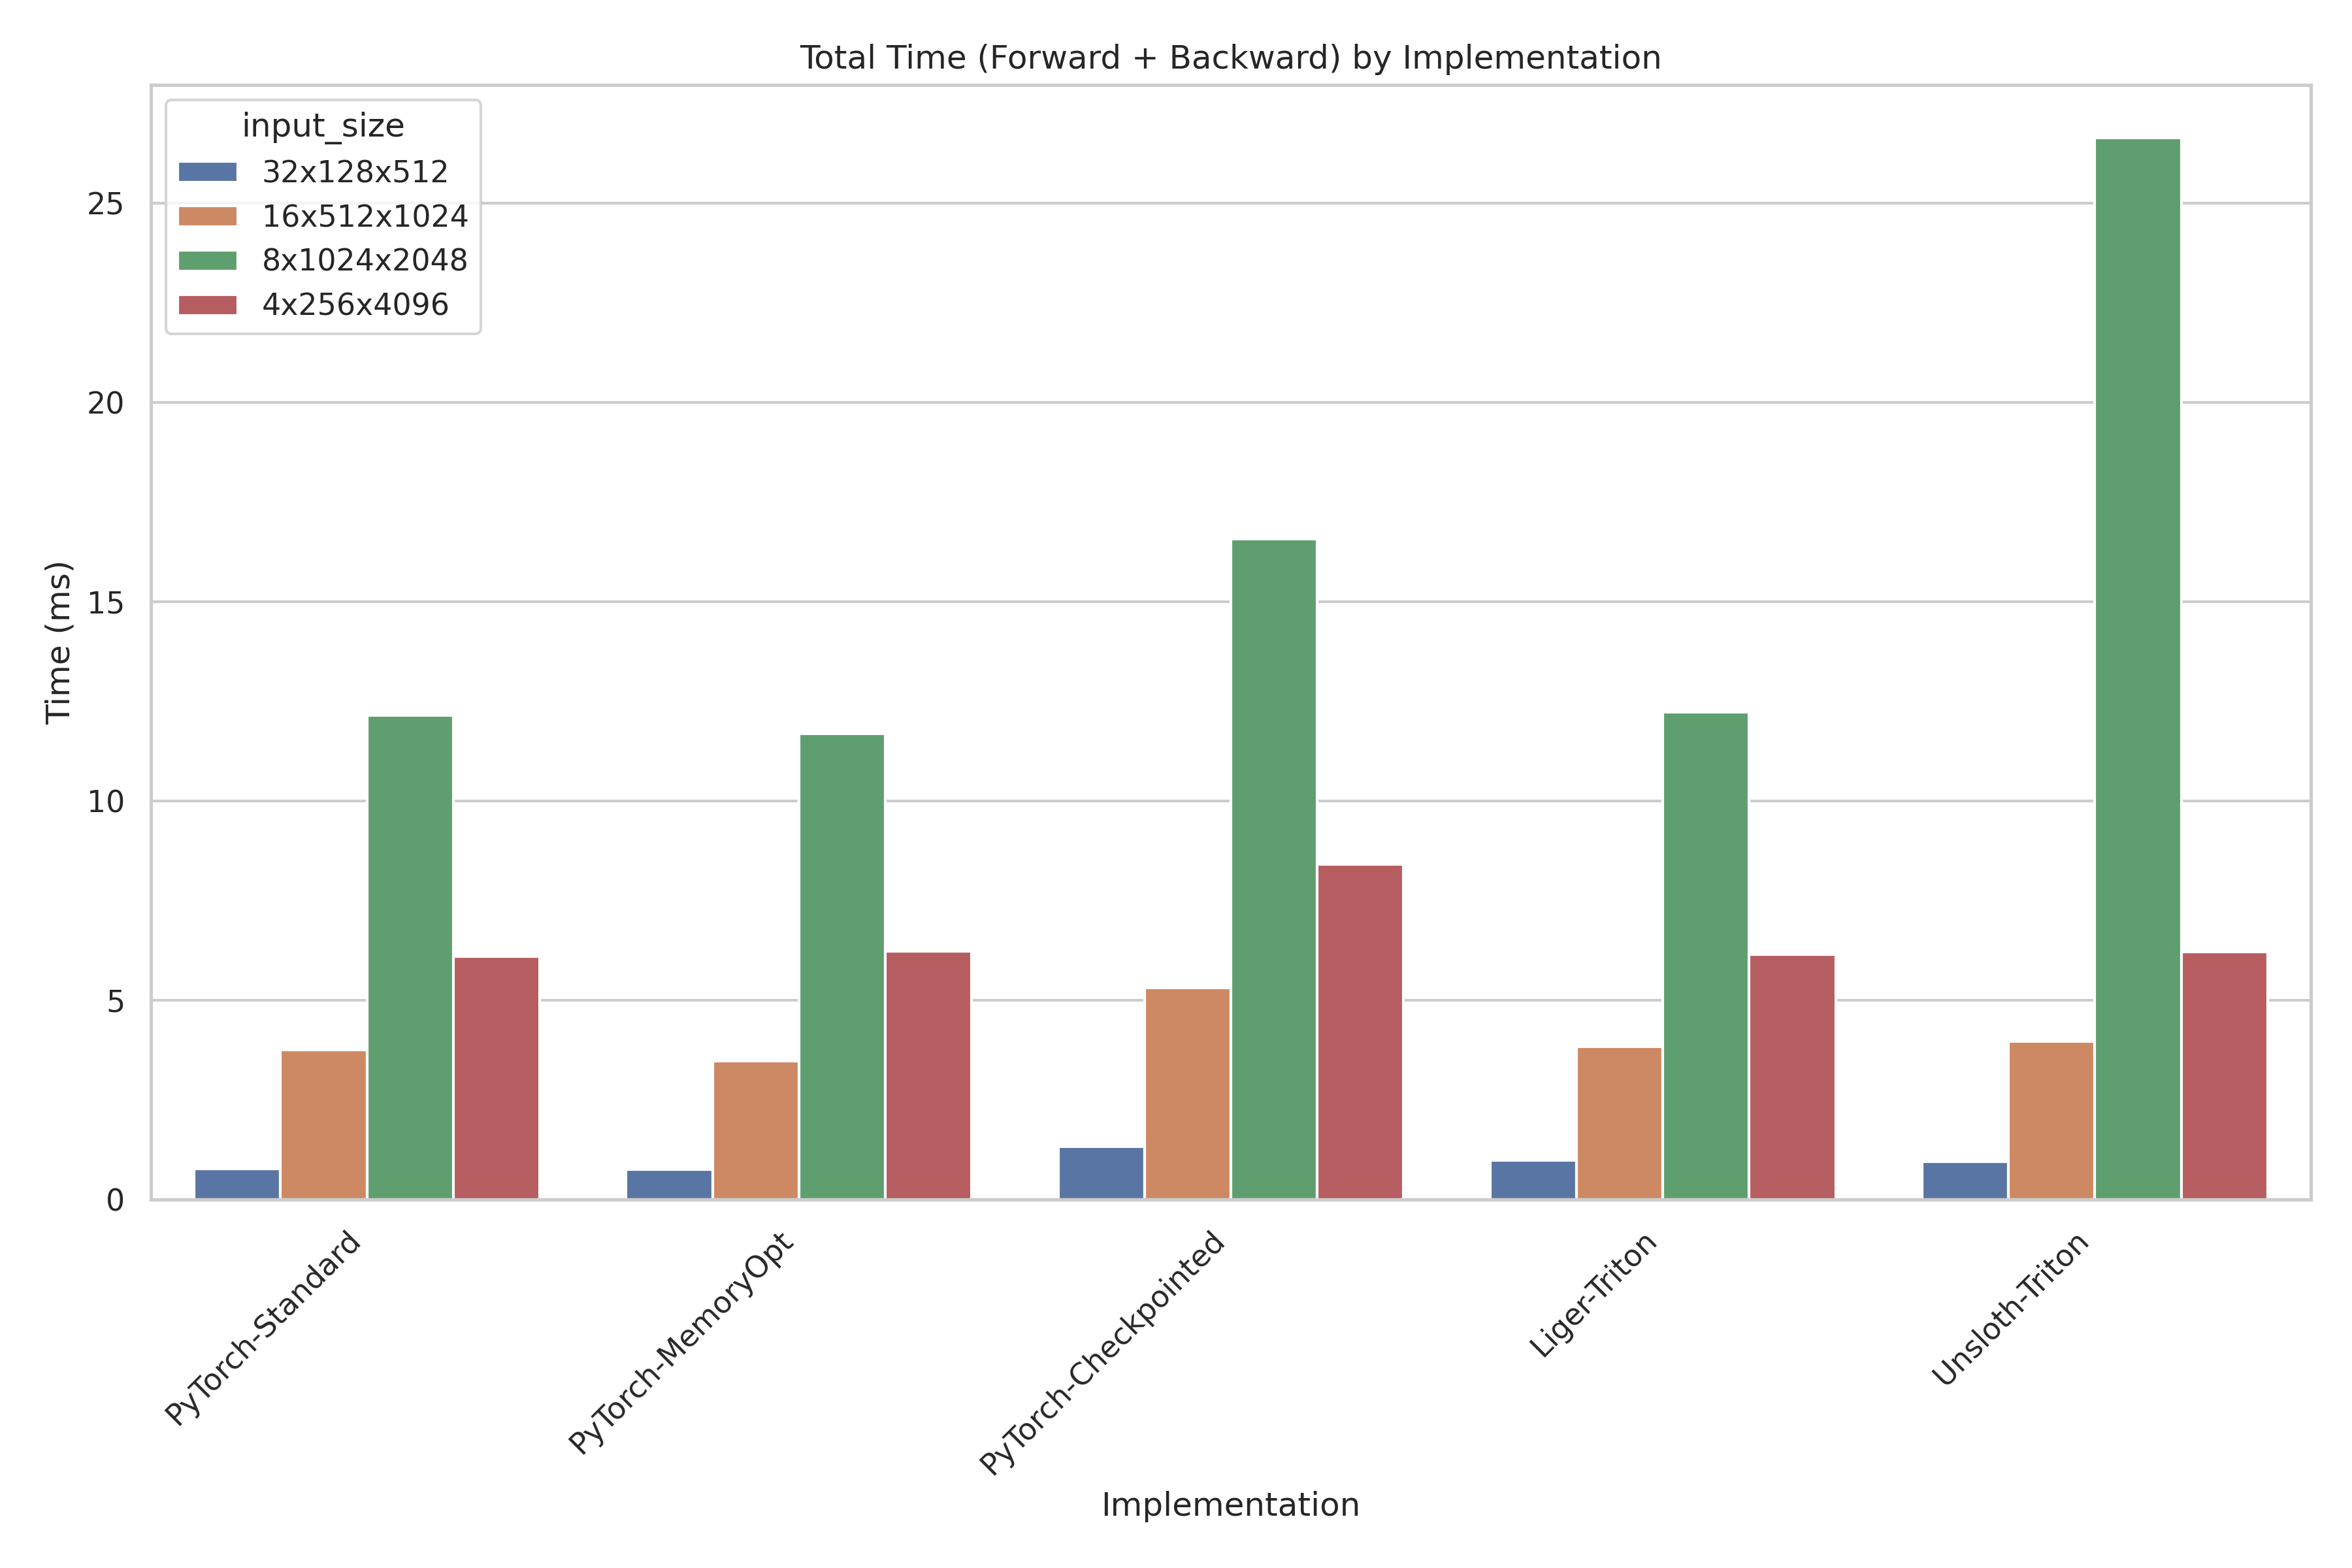 Total Time (Forward + Backward) by Implementation
input_size
32x128x512
16x512x1024
8x1024x2048
4x256x4096
Time (ms)
25
20
15
10
5
0
PyTorch-Standard
PyTorch-MemoryOpt
PyTorch-Checkpointed
Liger-Triton
Unsloth-Triton
Implementation